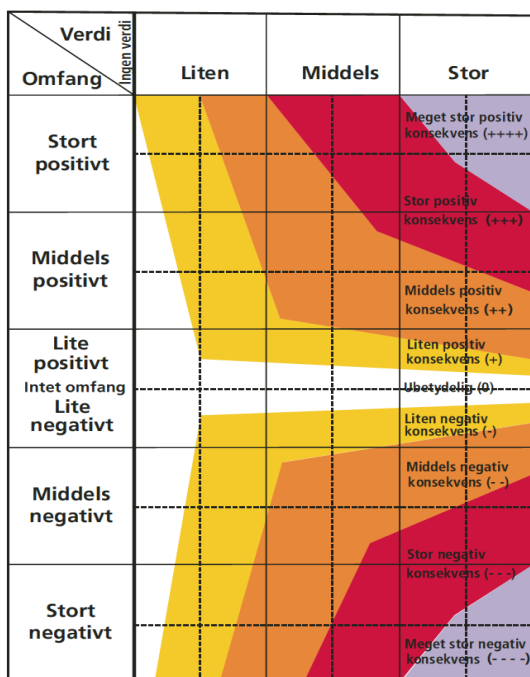 Verdi
Ingen verdi
Omfang
Liten
Middels
Stor
Stort
positivt
Meget stor positiv
konsekvens (++++)
Stor positiv
konsekvens (+++)
Middels
positivt
Middels positiv
konsekvens (++)
Lite
positivt
Liten positiv
konsekvens (+)
Intet omfang
Ubetydelig (0)
Lite
negativt
Liten negativ
konsekvens (-)
Middels
negativt
Middels negativ
konsekvens (- -)
Stor negativ
konsekvens (- - -)
Stort
negativt
Meget stor negativ
konsekvens (- - - -)